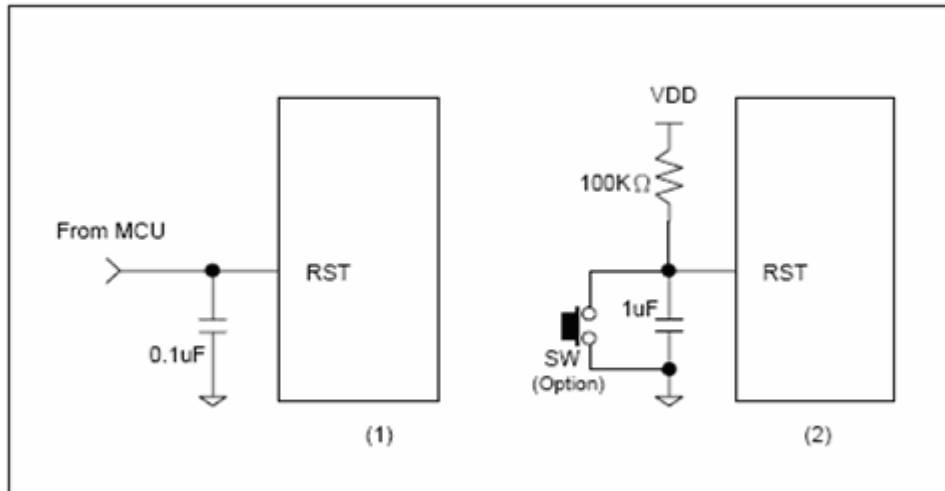 From MCU
RST
0.1uF
(1)
VDD
100KΩ
RST
1uF
SW
(Option)
(2)